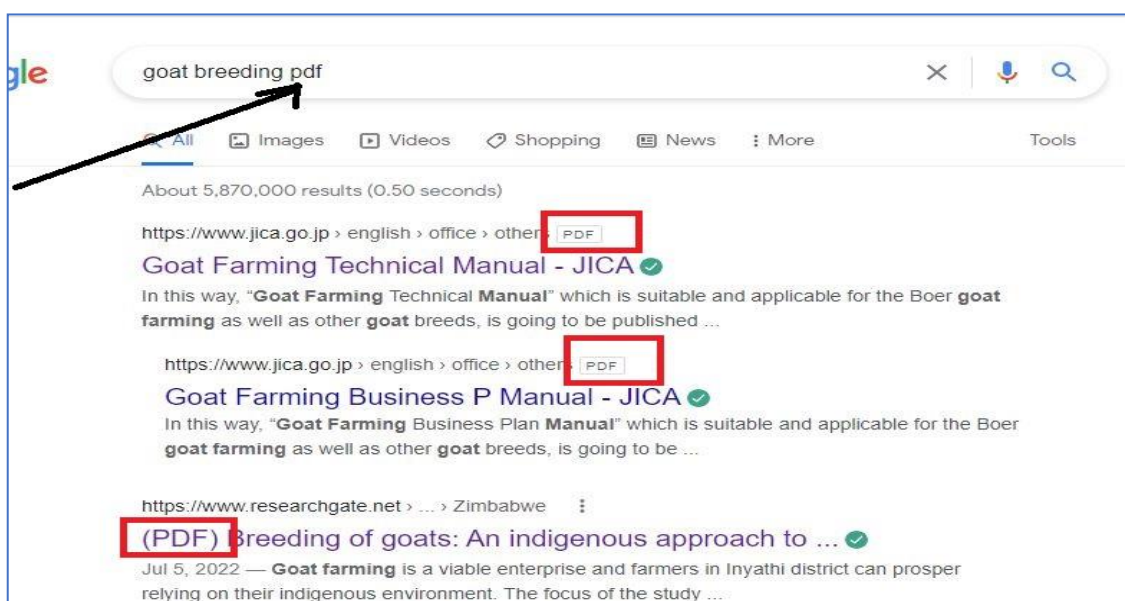 gle
goat breeding pdf
All Images Videos Shopping News More Tools
About 5,870,000 results (0.50 seconds)
https://www.jica.go.jp › english › office › other PDF
Goat Farming Technical Manual - JICA
In this way, “Goat Farming Technical Manual” which is suitable and applicable for the Boer goat
farming as well as other goat breeds, is going to be published ...
https://www.jica.go.jp › english › office › other PDF
Goat Farming Business P Manual - JICA
In this way, “Goat Farming Business Plan Manual” which is suitable and applicable for the Boer
goat farming as well as other goat breeds, is going to be ...
https://www.researchgate.net › ... › Zimbabwe
(PDF) Breeding of goats: An indigenous approach to ...
Jul 5, 2022 — Goat farming is a viable enterprise and farmers in Inyathi district can prosper
relying on their indigenous environment. The focus of the study ...